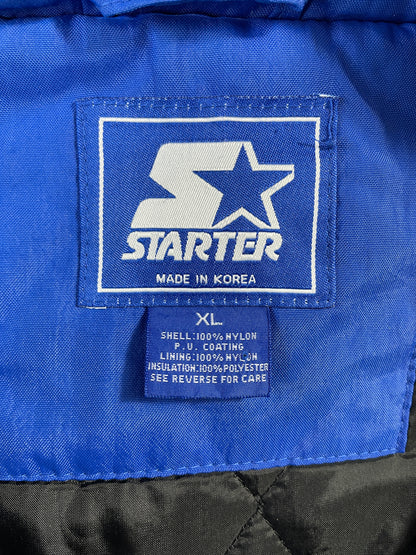 STARTER
MADE IN KOREA
XL
SHELL:100% NYLON
P.U. COATING
LINING:100% NYLON
INSULATION:100%POLYESTER
SEE REVERSE FOR CARE